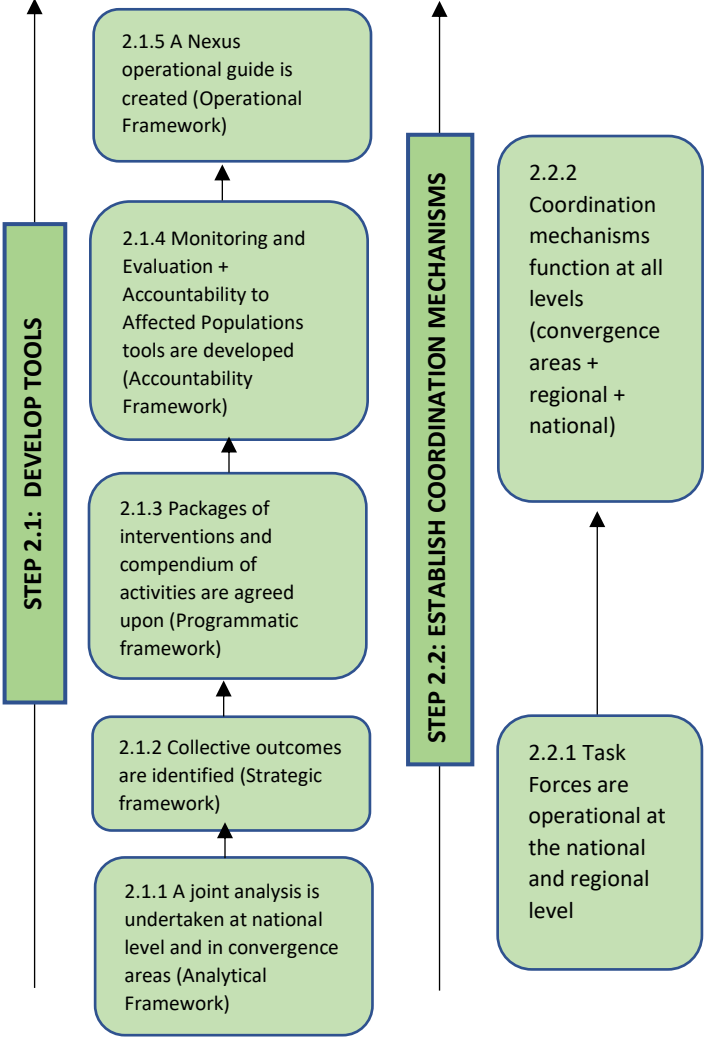 STEP 2.1: DEVELOP TOOLS
2.1.5 A Nexus
operational guide is
created (Operational
Framework)
2.1.4 Monitoring and
Evaluation +
Accountability to
Affected Populations
tools are developed
(Accountability
Framework)
2.1.3 Packages of
interventions and
compendium of
activities are agreed
upon (Programmatic
framework)
2.1.2 Collective outcomes
are identified (Strategic
framework)
2.1.1 A joint analysis is
undertaken at national
level and in convergence
areas (Analytical
Framework)
STEP 2.2: ESTABLISH COORDINATION MECHANISMS
2.2.2
Coordination
mechanisms
function at all
levels
(convergence
areas +
regional +
national)
2.2.1 Task
Forces are
operational at
the national
and regional
level